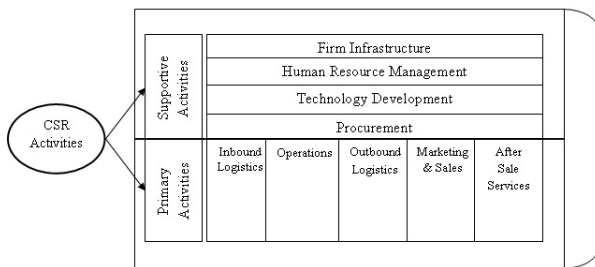 CSR
Activities
Supportive
Activities
Firm Infrastructure
Human Resource Management
Technology Development
Procurement
Primary
Activities
Inbound
Logistics
Operations
Outbound
Logistics
Marketing
& Sales
After
Sale
Services